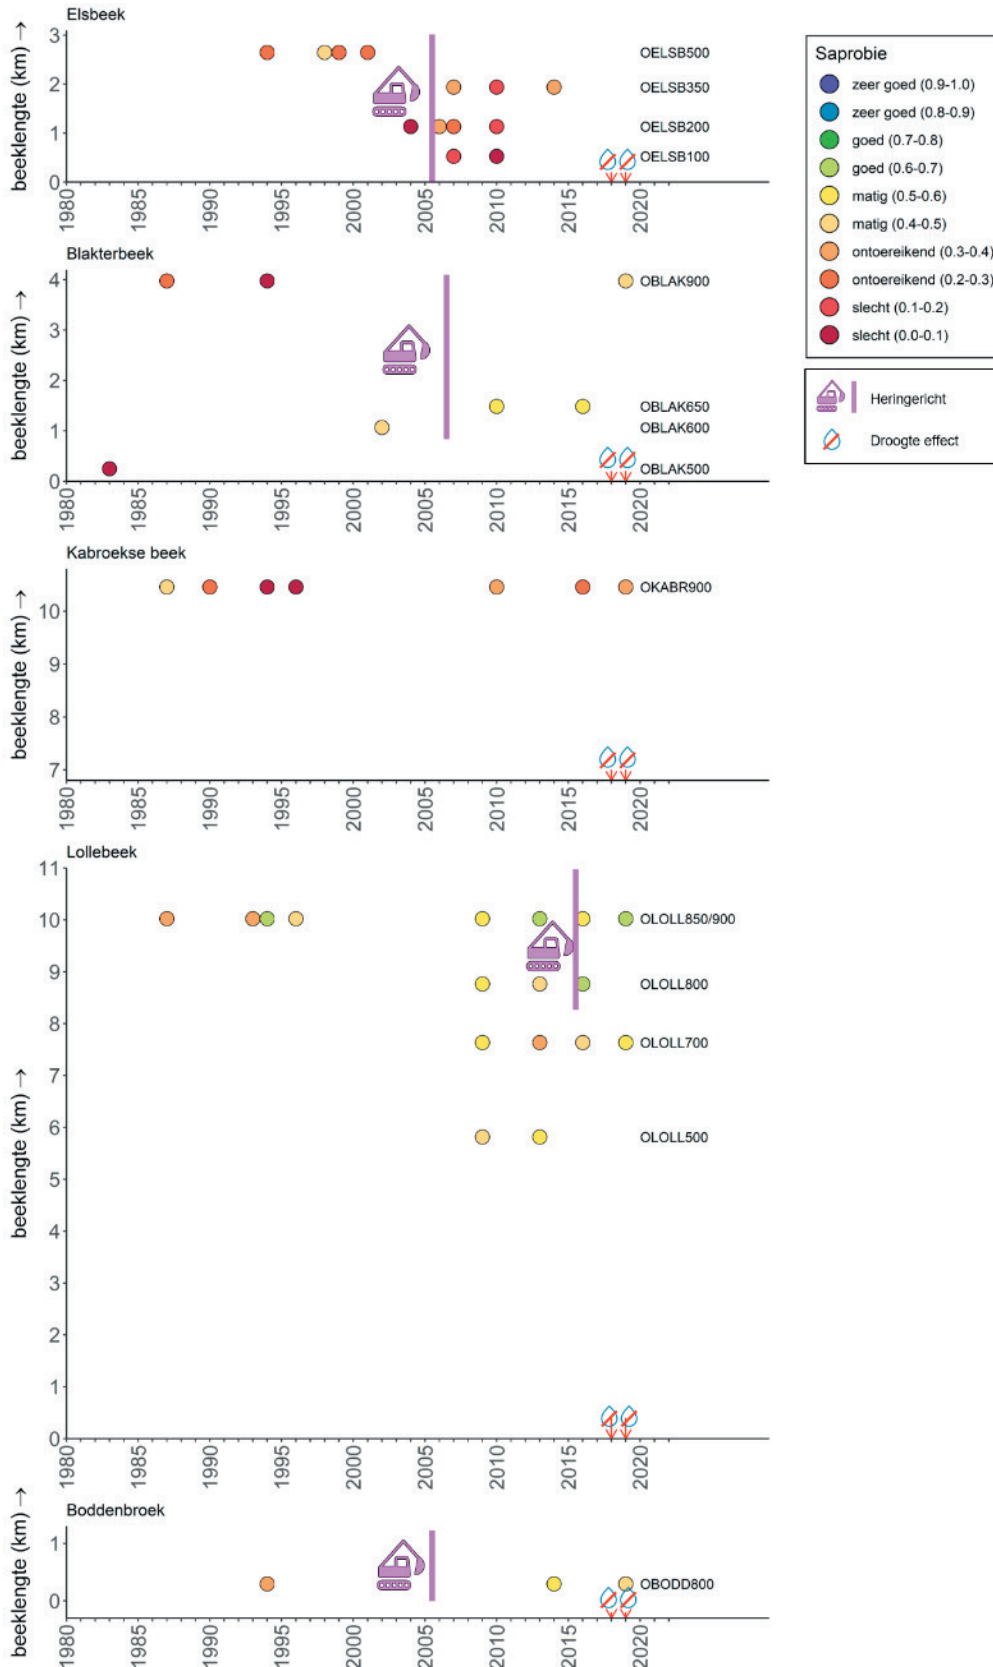 Elsbeek
beeklengte (km) →
3
2
1
0
OELSB500
OELSB350
OELSB200
OELSB100
1980
1985
1990
1995
2000
2005
2010
2015
2020
Saprobie
zeer goed (0.9-1.0)
zeer goed (0.8-0.9)
goed (0.7-0.8)
goed (0.6-0.7)
matig (0.5-0.6)
matig (0.4-0.5)
ontoereikend (0.3-0.4)
ontoereikend (0.2-0.3)
slecht (0.1-0.2)
slecht (0.0-0.1)
Heringericht
Droogte effect
Blakterbeek
beeklengte (km) →
4
3
2
1
0
OBLAK900
OBLAK650
OBLAK600
OBLAK500
1980
1985
1990
1995
2000
2005
2010
2015
2020
Kabroekse beek
beeklengte (km) →
10
9
8
7
OKABR900
1980
1985
1990
1995
2000
2005
2010
2015
2020
Lollebeek
beeklengte (km) →
11
10
9
8
7
6
5
4
3
2
1
0
OLOLL850/900
OLOLL800
OLOLL700
OLOLL500
1980
1985
1990
1995
2000
2005
2010
2015
2020
Boddenbroek
beeklengte (km) →
1
0
OBODD800
1980
1985
1990
1995
2000
2005
2010
2015
2020